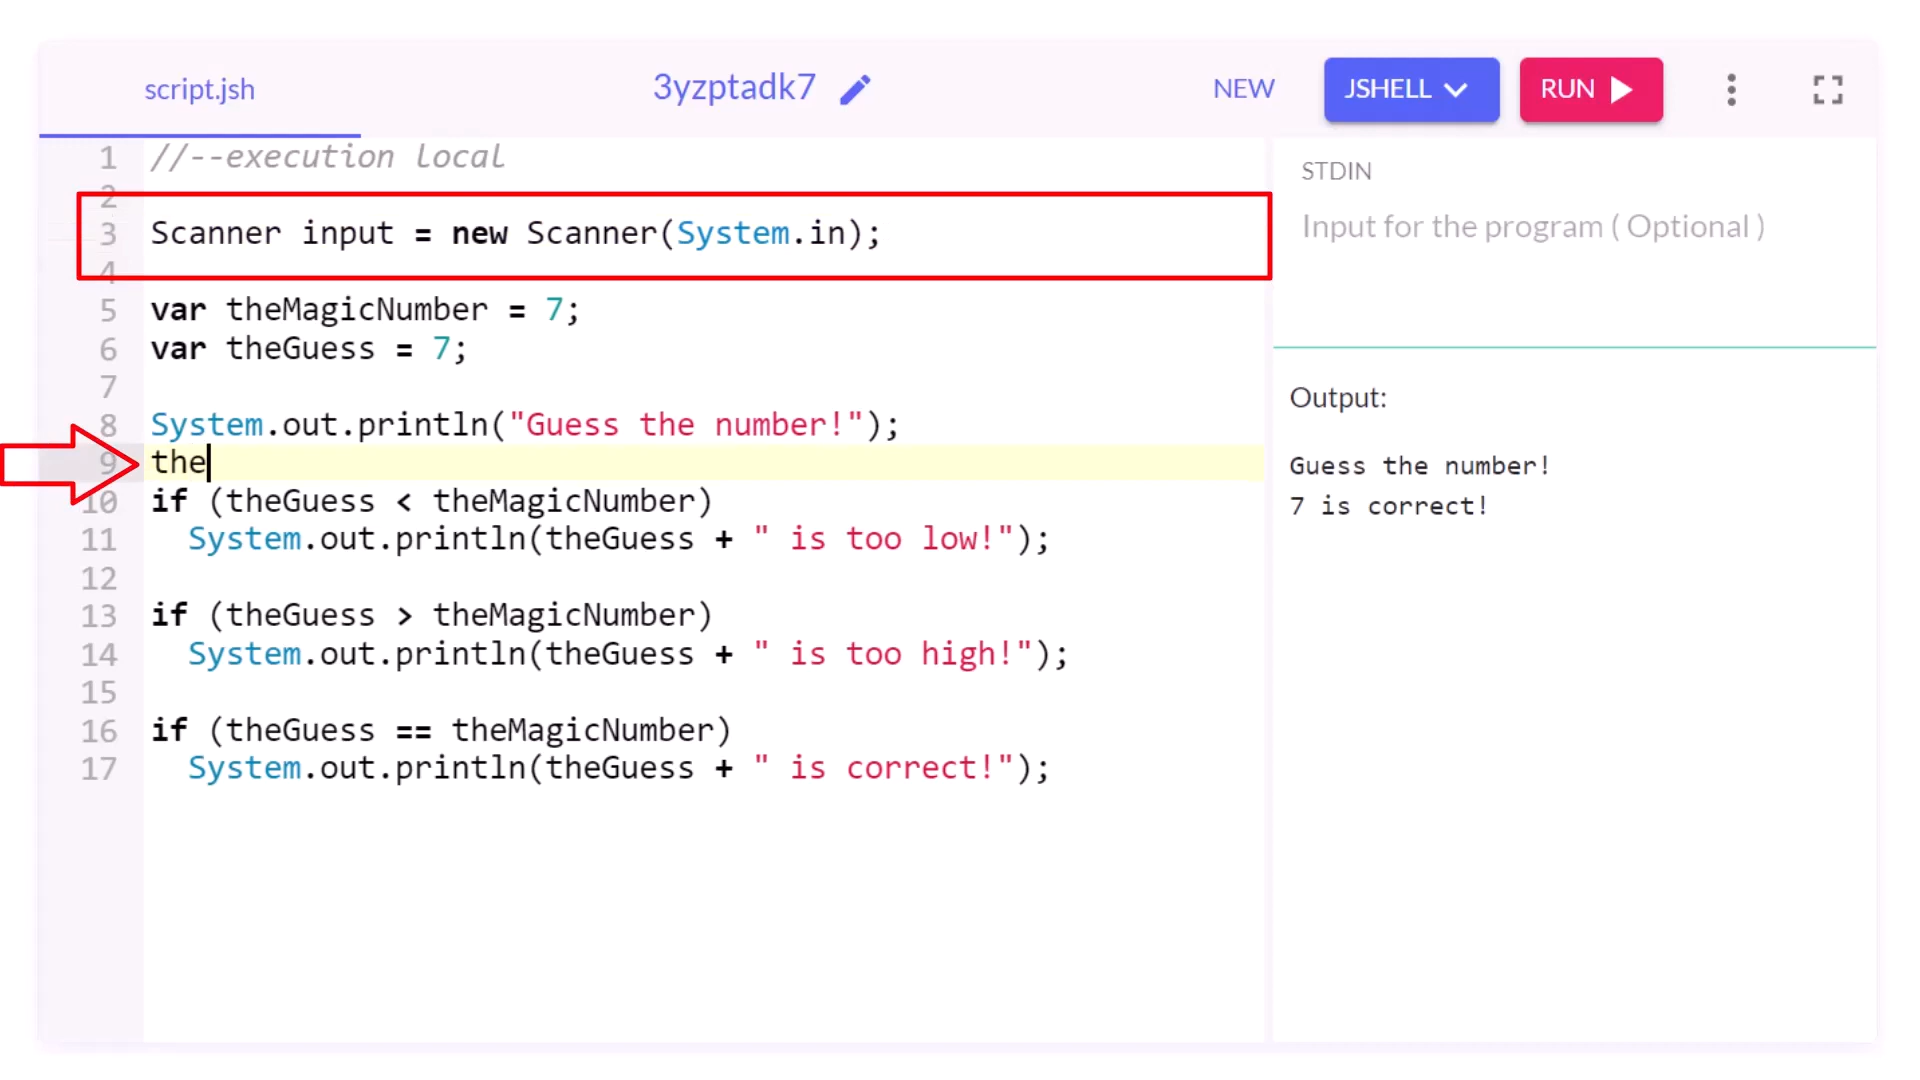 script.jsh
3yzptadk7
NEW
JSHELL
RUN
1 //--execution local
2
3 Scanner input = new Scanner(System.in);
4
5 var theMagicNumber = 7;
6 var theGuess = 7;
7
8 System.out.println("Guess the number!");
9 the
10 if (theGuess < theMagicNumber)
11 System.out.println(theGuess + " is too low!");
12
13 if (theGuess > theMagicNumber)
14 System.out.println(theGuess + " is too high!");
15
16 if (theGuess == theMagicNumber)
17 System.out.println(theGuess + " is correct!");
STDIN
Input for the program ( Optional )
Output:
Guess the number!
7 is correct!